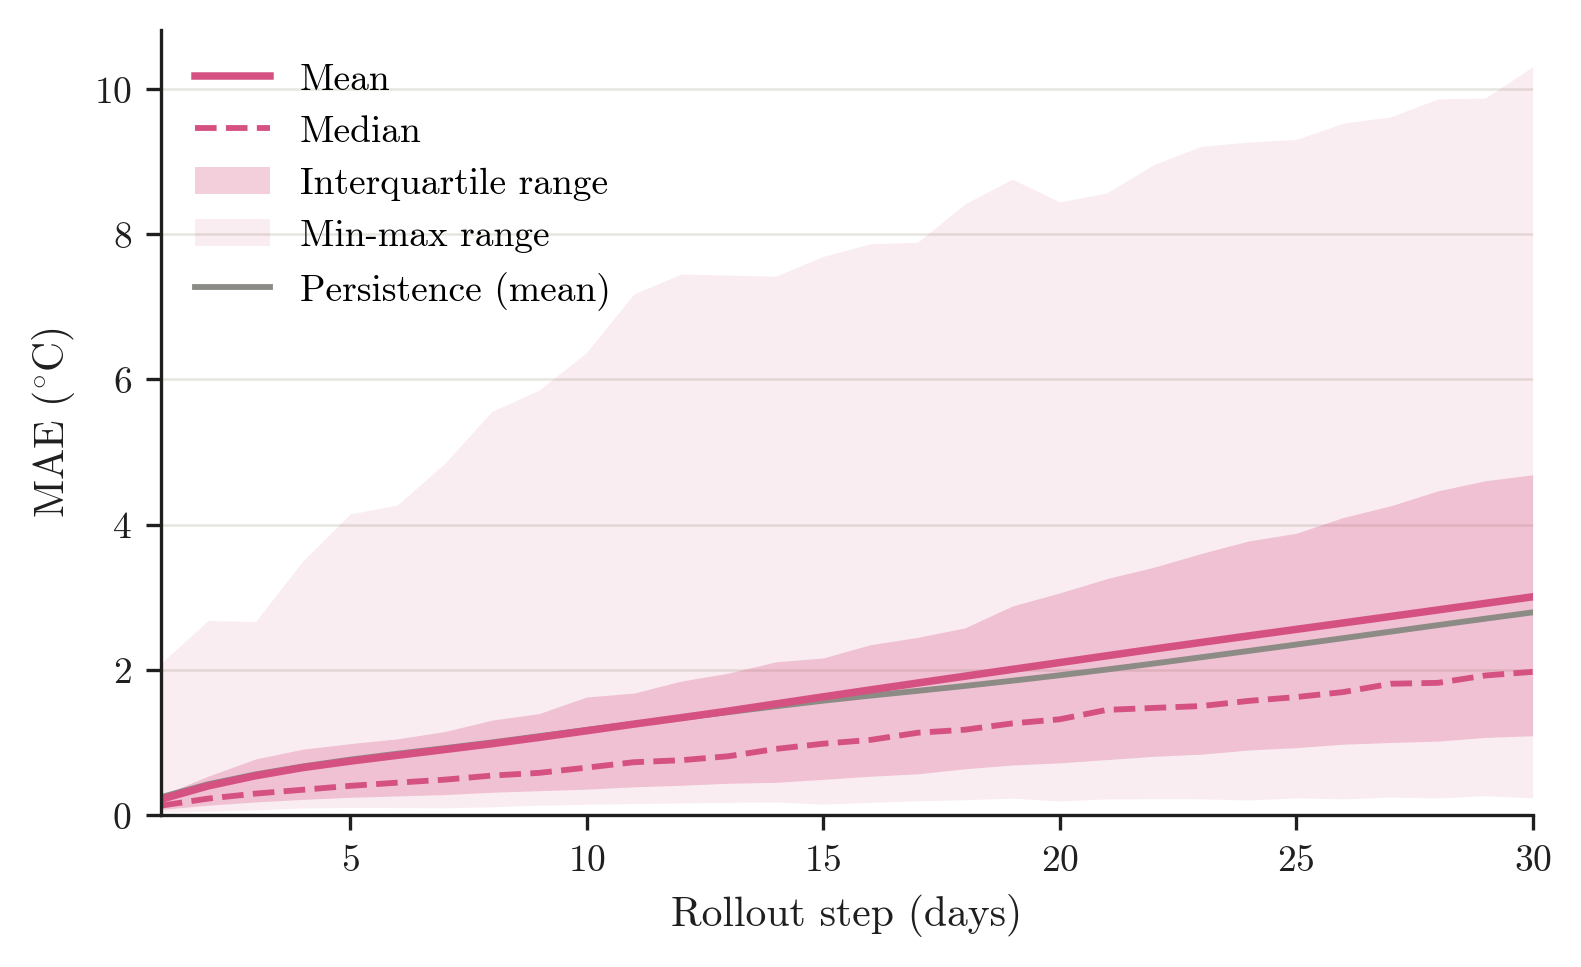 Mean
Median
Interquartile range
Min-max range
Persistence (mean)
MAE (°C)
10
8
6
4
2
0
5 10 15 20 25 30
Rollout step (days)